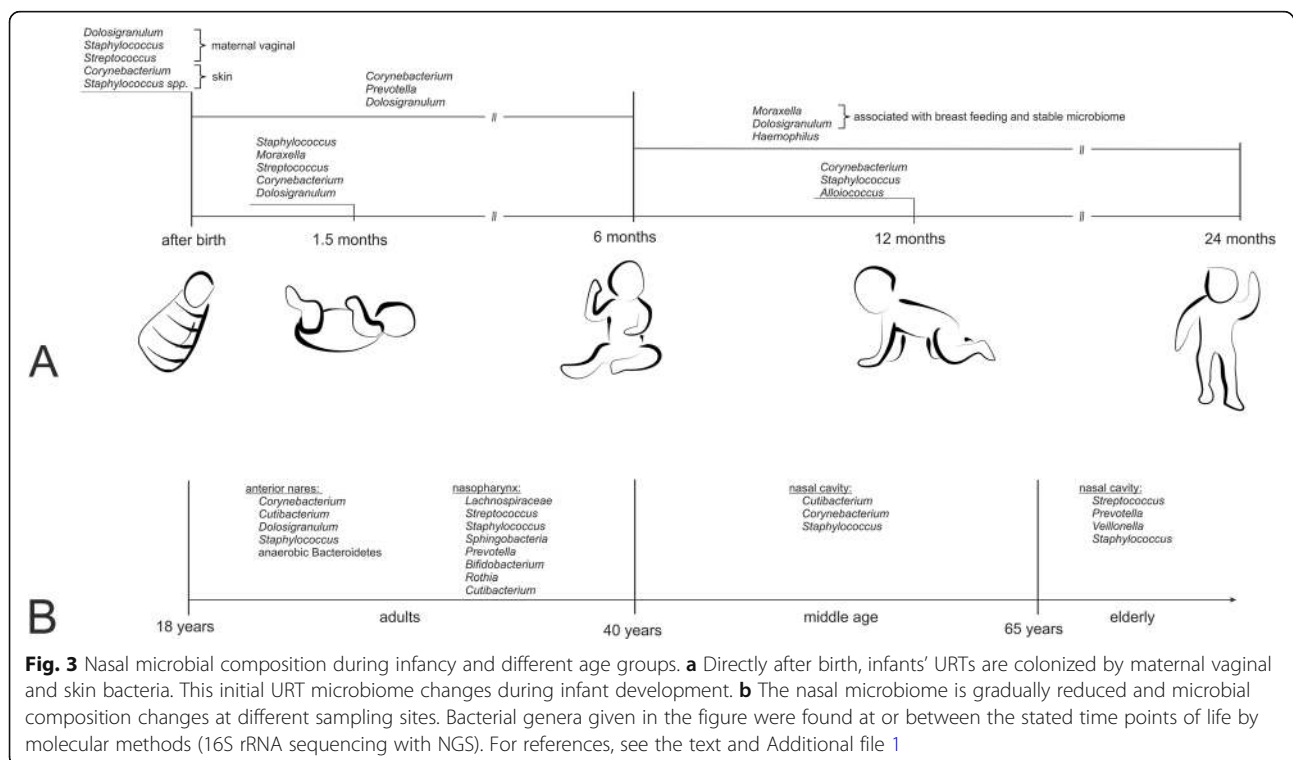 Dolosigranulum
Staphylococcus
Streptococcus
maternal vaginal
Corynebacterium
Staphylococcus spp.
skin
Corynebacterium
Prevotella
Dolosigranulum
Staphylococcus
Moraxella
Streptococcus
Corynebacterium
Dolosigranulum
Moraxella
Dolosigranulum
associated with breast feeding and stable microbiome
Haemophilus
Corynebacterium
Staphylococcus
Alloiococcus
after birth
1.5 months
6 months
12 months
24 months
A
anterior nares:
Corynebacterium
Cutibacterium
Dolosigranulum
Staphylococcus
anaerobic Bacteroidetes
nasopharynx:
Lachnospiraceae
Streptococcus
Staphylococcus
Sphingobacteria
Prevotella
Bifidobacterium
Rothia
Cutibacterium
nasal cavity:
Cutibacterium
Corynebacterium
Staphylococcus
nasal cavity:
Streptococcus
Prevotella
Veillonella
Staphylococcus
B
18 years
adults
40 years
middle age
65 years
elderly
Fig. 3 Nasal microbial composition during infancy and different age groups. a Directly after birth, infants' URTs are colonized by maternal vaginal
and skin bacteria. This initial URT microbiome changes during infant development. b The nasal microbiome is gradually reduced and microbial
composition changes at different sampling sites. Bacterial genera given in the figure were found at or between the stated time points of life by
molecular methods (16S rRNA sequencing with NGS). For references, see the text and Additional file 1